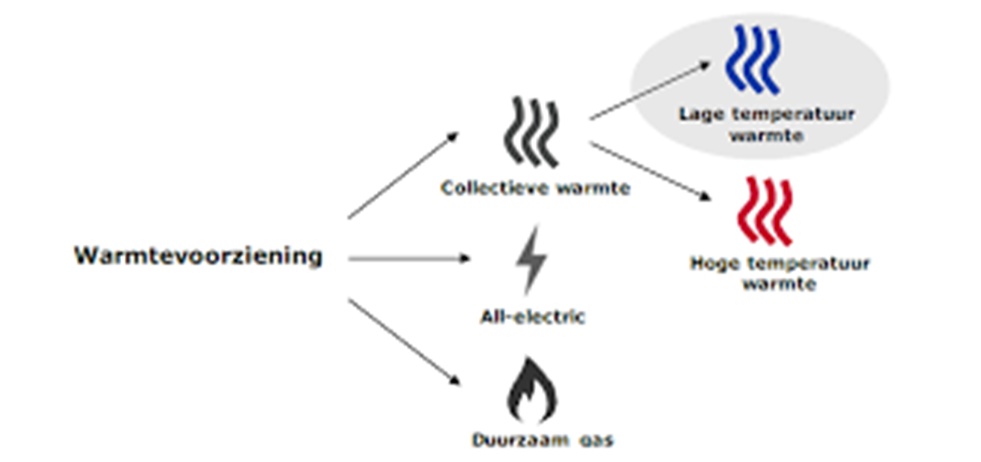 Lage temperatuur
warmte
Collectieve warmte
Warmtevoorziening
Hoge temperatuur
warmte
All-electric
Duurzaam gas